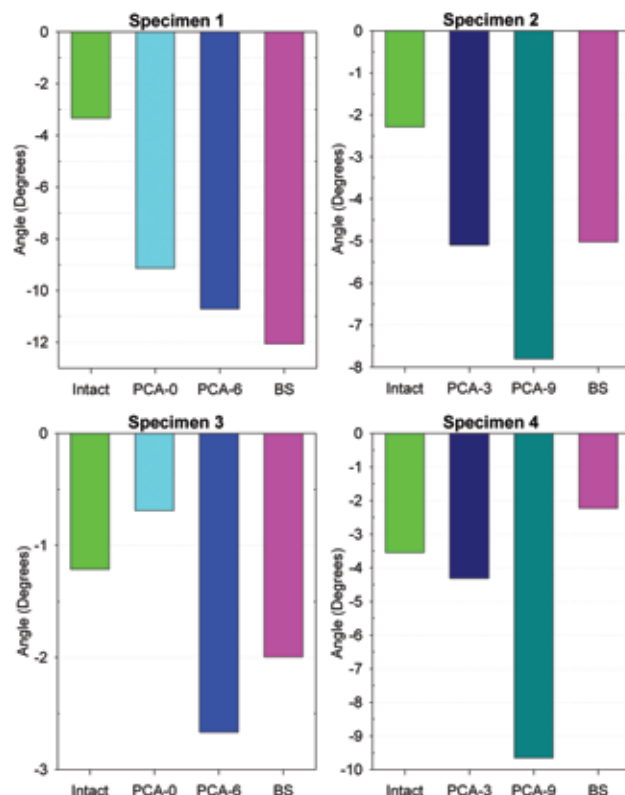 Specimen 1
Angle (Degrees)
0
-2
-4
-6
-8
-10
-12
Intact PCA-0 PCA-6 BS
Specimen 2
Angle (Degrees)
0
-1
-2
-3
-4
-5
-6
-7
-8
Intact PCA-3 PCA-9 BS
Specimen 3
Angle (Degrees)
0
-1
-2
-3
Intact PCA-0 PCA-6 BS
Specimen 4
Angle (Degrees)
0
-1
-2
-3
-4
-5
-6
-7
-8
-9
-10
Intact PCA-3 PCA-9 BS